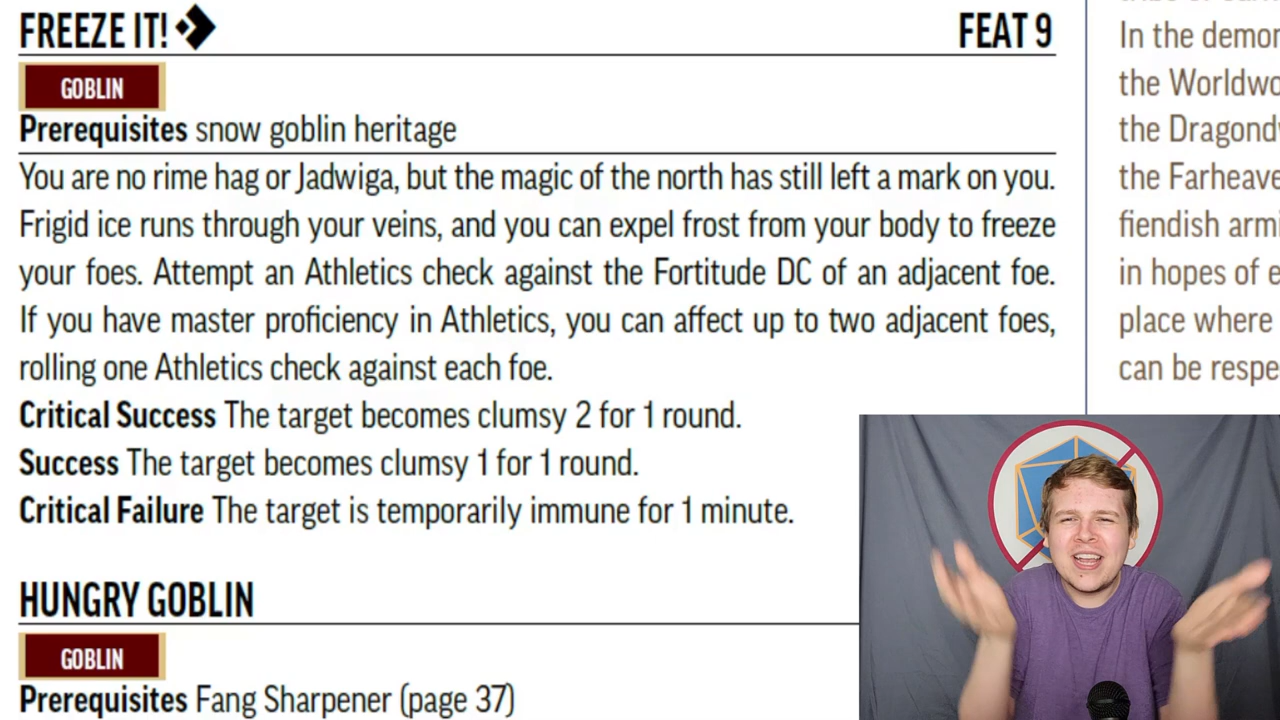 FREEZE IT!
FEAT 9
GOBLIN
Prerequisites snow goblin heritage
You are no rime hag or Jadwiga, but the magic of the north has still left a mark on you.
Frigid ice runs through your veins, and you can expel frost from your body to freeze
your foes. Attempt an Athletics check against the Fortitude DC of an adjacent foe.
If you have master proficiency in Athletics, you can affect up to two adjacent foes,
rolling one Athletics check against each foe.
Critical Success The target becomes clumsy 2 for 1 round.
Success The target becomes clumsy 1 for 1 round.
Critical Failure The target is temporarily immune for 1 minute.
HUNGRY GOBLIN
GOBLIN
Prerequisites Fang Sharpener (page 37)
In the
the
the
the
fiendish
in hopes of
place where
can be